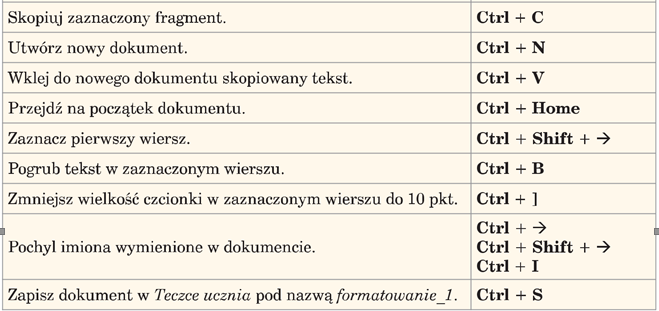 Skopiuj zaznaczony fragment. Ctrl + C
Utwórz nowy dokument. Ctrl + N
Wklej do nowego dokumentu skopiowany tekst. Ctrl + V
Przejdź na początek dokumentu. Ctrl + Home
Zaznacz pierwszy wiersz. Ctrl + Shift + →
Pogrub tekst w zaznaczonym wierszu. Ctrl + B
Zmniejsz wielkość czcionki w zaznaczonym wierszu do 10 pkt. Ctrl + ]
Pochyl imiona wymienione w dokumencie.
Ctrl + →
Ctrl + Shift + →
Ctrl + I
Zapisz dokument w Teczce ucznia pod nazwą formatowanie_1. Ctrl + S